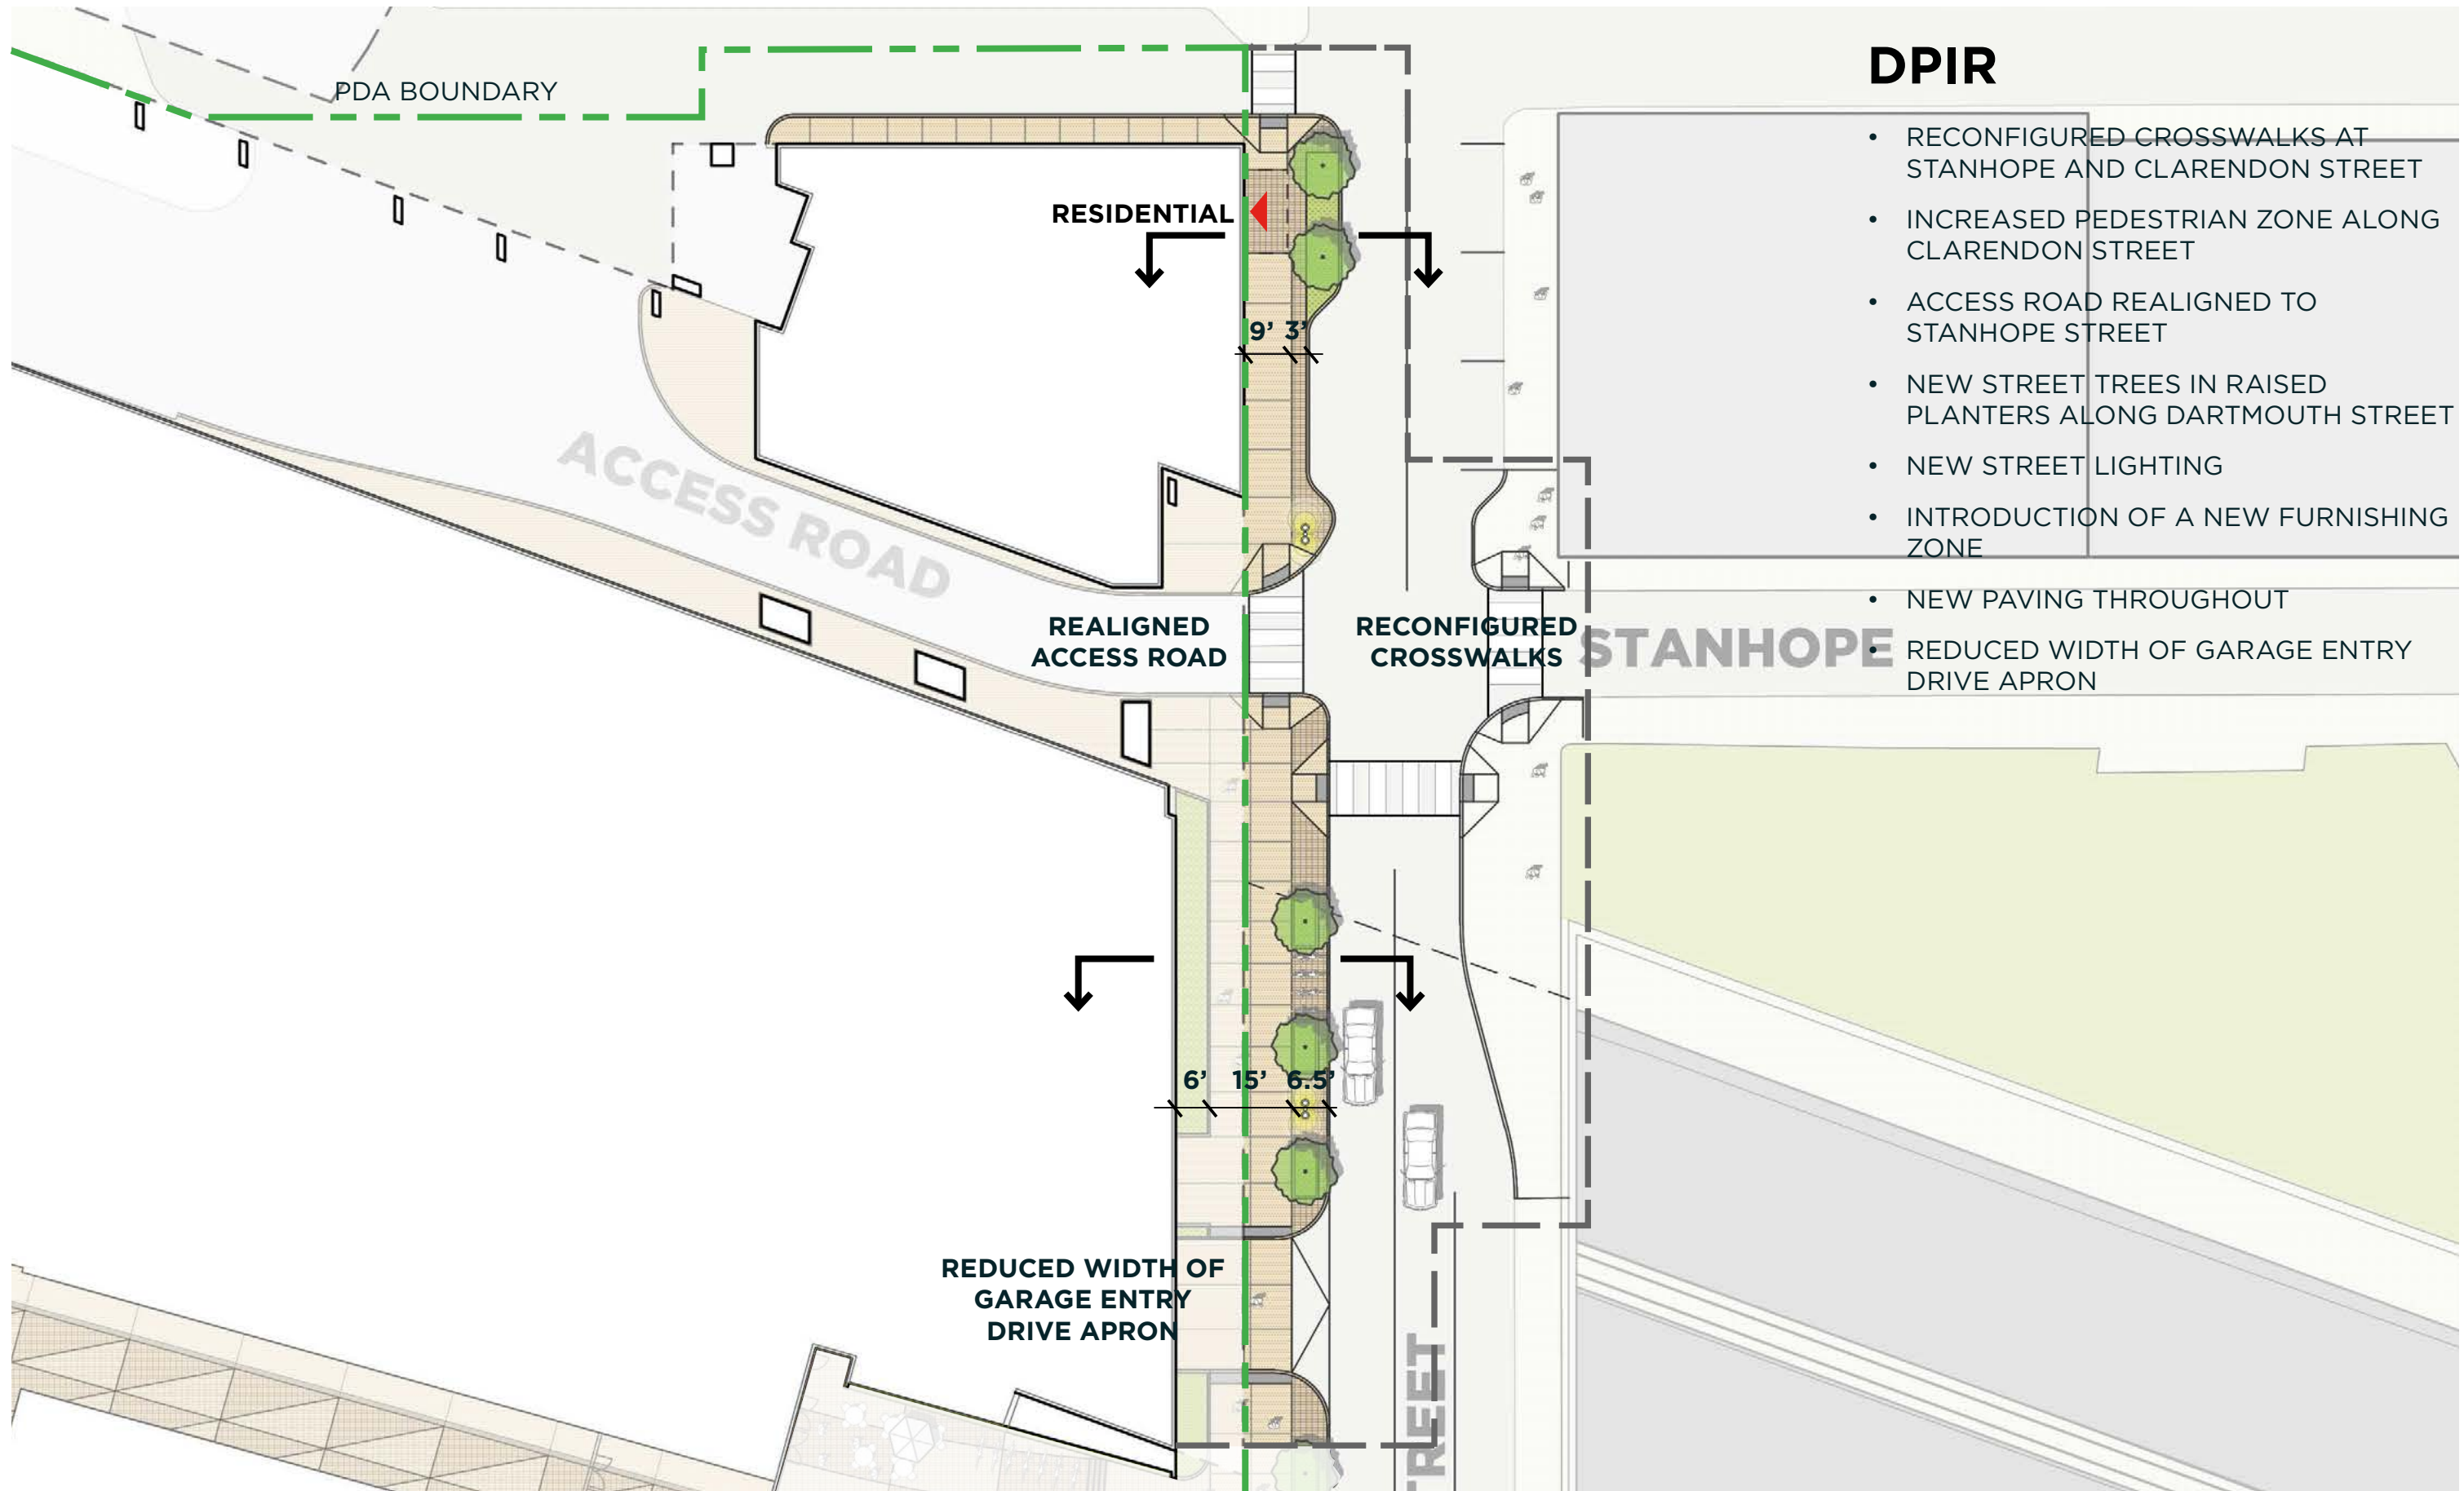 PDA BOUNDARY
RESIDENTIAL
9’ 3’
ACCESS ROAD
REALIGNED
ACCESS ROAD
RECONFIGURED
CROSSWALKS
STANHOPE
6’ 15’ 6.5’
REDUCED WIDTH OF
GARAGE ENTRY
DRIVE APRON
TREET
DPIR
• RECONFIGURED CROSSWALKS AT
STANHOPE AND CLARENDON STREET
• INCREASED PEDESTRIAN ZONE ALONG
CLARENDON STREET
• ACCESS ROAD REALIGNED TO
STANHOPE STREET
• NEW STREET TREES IN RAISED
PLANTERS ALONG DARTMOUTH STREET
• NEW STREET LIGHTING
• INTRODUCTION OF A NEW FURNISHING
ZONE
• NEW PAVING THROUGHOUT
• REDUCED WIDTH OF GARAGE ENTRY
DRIVE APRON